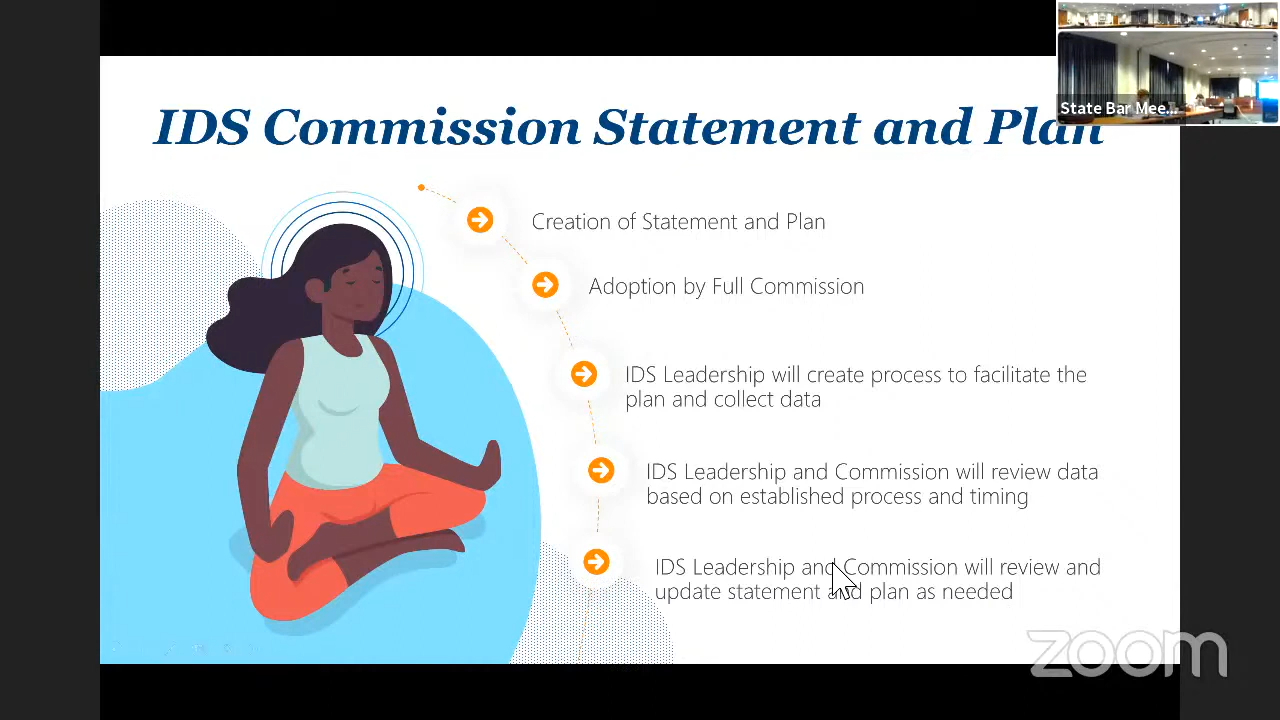 IDS Commission Statement and Plan
State Bar Mee...
Creation of Statement and Plan
Adoption by Full Commission
IDS Leadership will create process to facilitate the
plan and collect data
IDS Leadership and Commission will review data
based on established process and timing
IDS Leadership and Commission will review and
update statement and plan as needed
zoom